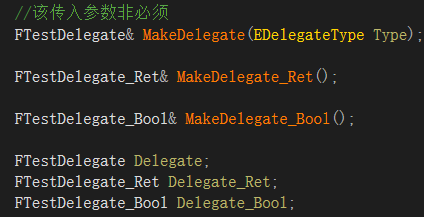 //该传入参数非必须
FTestDelegate& MakeDelegate(EDelegateType Type);
FTestDelegate_Ret& MakeDelegate_Ret();
FTestDelegate_Bool& MakeDelegate_Bool();
FTestDelegate Delegate;
FTestDelegate_Ret Delegate_Ret;
FTestDelegate_Bool Delegate_Bool;